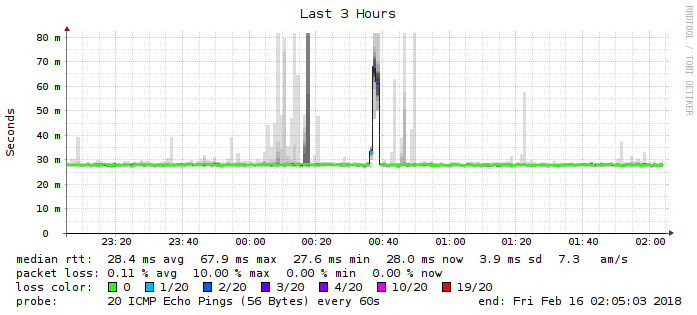 Last 3 Hours
RRDTOOL / TOBI OETIKER
Seconds
80 m
70 m
60 m
50 m
40 m
30 m
20 m
10 m
0
23:20 23:40 00:00 00:20 00:40 01:00 01:20 01:40 02:00
median rtt: 28.4 ms avg 67.9 ms max 27.6 ms min 28.0 ms now 3.9 ms sd 7.3 am/s
packet loss: 0.11 % avg 10.00 % max 0.00 % min 0.00 % now
loss color: 0 1/20 2/20 3/20 4/20 10/20 19/20
probe: 20 ICMP Echo Pings (56 Bytes) every 60s end: Fri Feb 16 02:05:03 2018